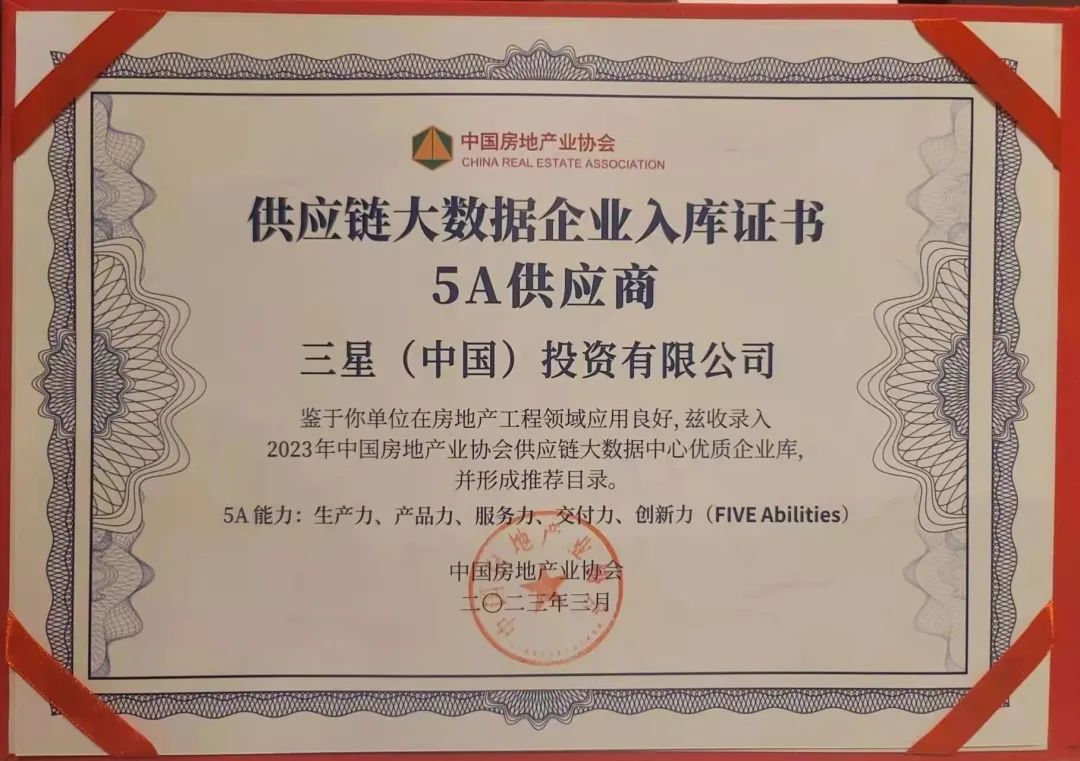 中国房地产业协会
CHINA REAL ESTATE ASSOCIATION
供应链大数据企业入库证书
5A供应商
三星（中国）投资有限公司
鉴于你单位在房地产工程领域应用良好,兹收录入
2023年中国房地产业协会供应链大数据中心优质企业库,
并形成推荐目录。
5A 能力：生产力、产品力、服务力、交付力、创新力（FIVE Abilities）
中国房地产业协会
二〇二三年三月